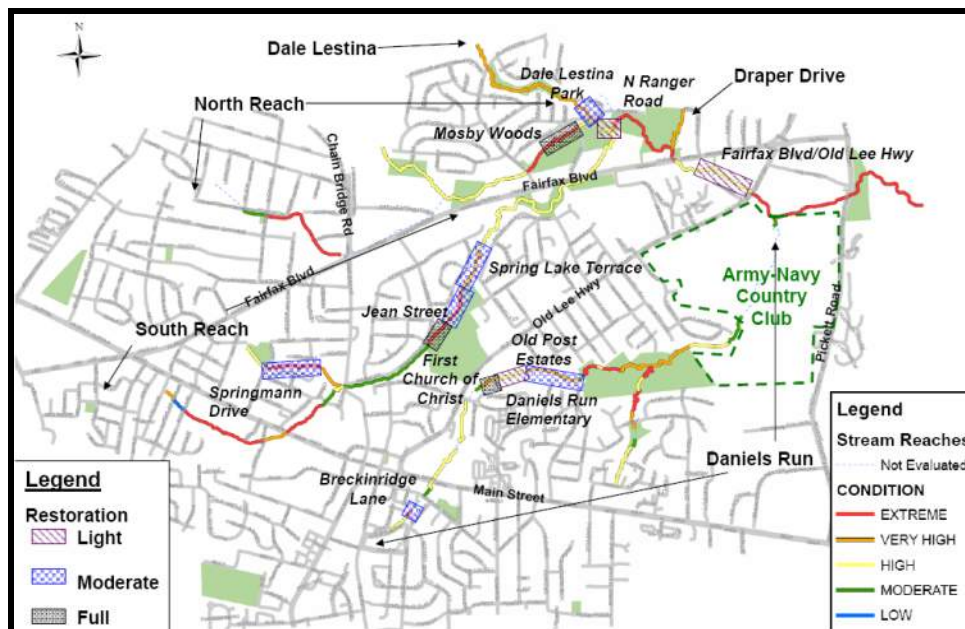 N
Dale Lestina
Dale Lestina
Park
N Ranger
Road
Draper Drive
North Reach
Mosby Woods
Chain Bridge Rd
Fairfax Blvd/Old Lee Hwy
Fairfax Blvd
Fairfax Blvd
Spring Lake Terrace
Army-Navy
Country
Club
Jean Street
Old Lee Hwy
Pickett Road
South Reach
Old Post
Estates
First
Church of
Christ
Springmann
Drive
Daniels Run
Elementary
Daniels Run
Breckinridge
Lane
Main Street
Legend
Restoration
Light
Moderate
Full
Legend
Stream Reaches
Not Evaluated
CONDITION
EXTREME
VERY HIGH
HIGH
MODERATE
LOW